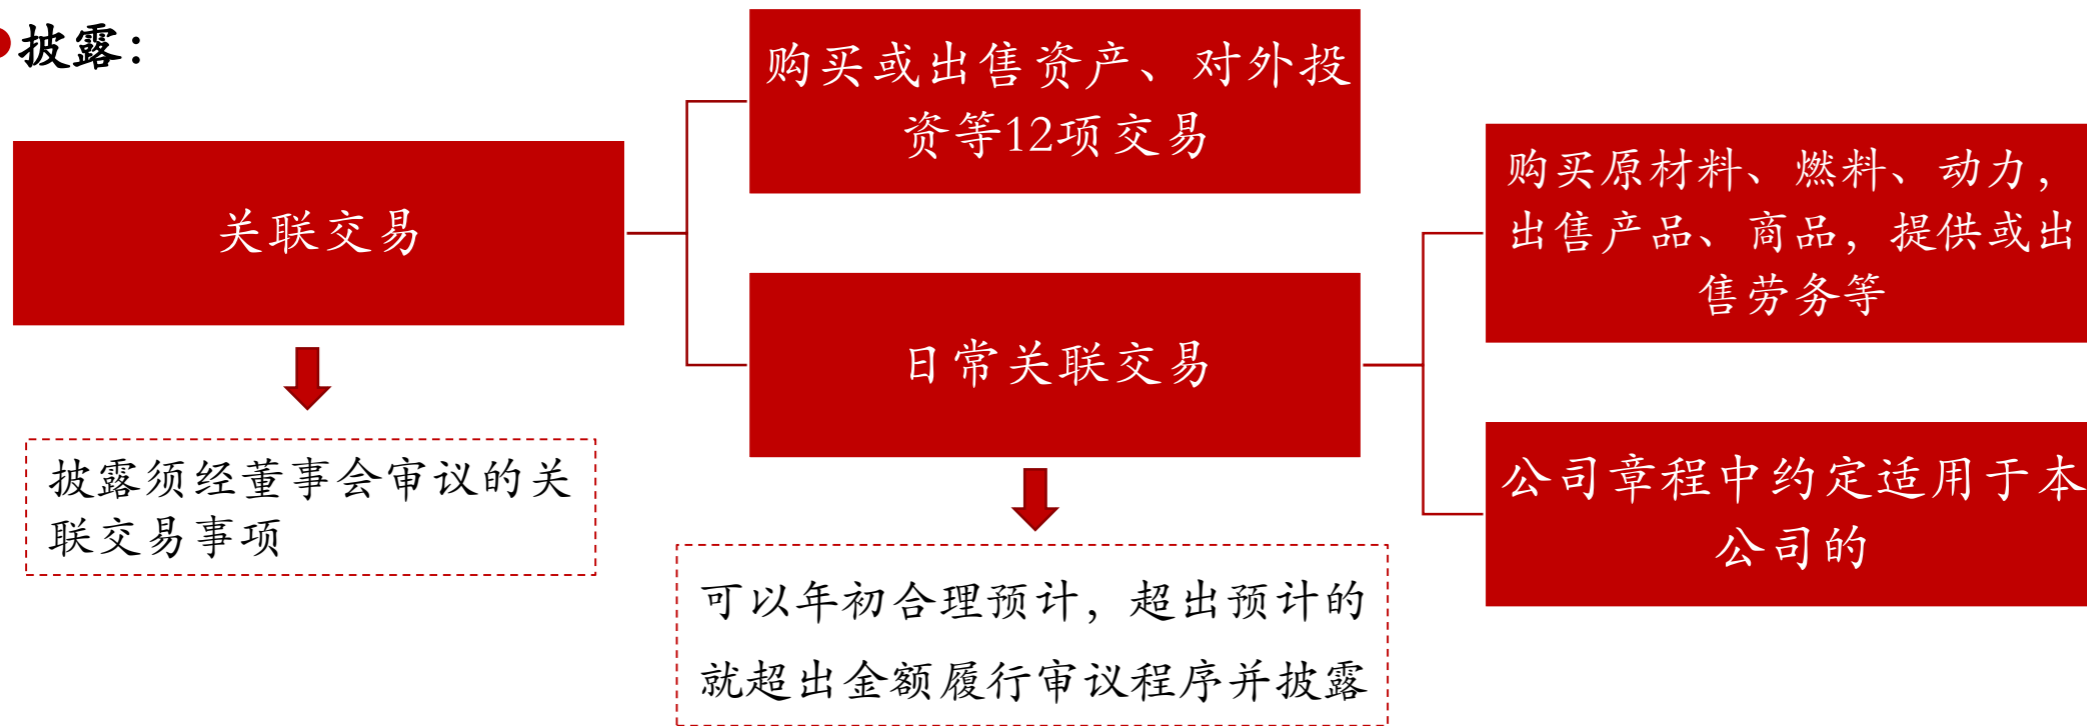 披露：
购买或出售资产、对外投
资等12项交易
关联交易
购买原材料、燃料、动力，
出售产品、商品，提供或出
售劳务等
日常关联交易
披露须经董事会审议的关
联交易事项
公司章程中约定适用于本
公司的
可以年初合理预计，超出预计的
就超出金额履行审议程序并披露